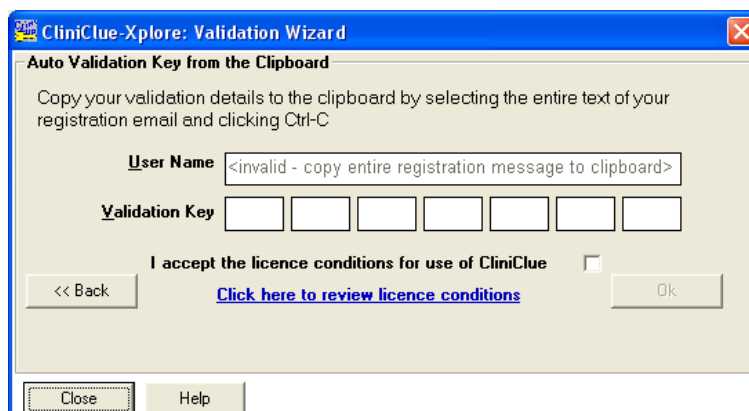 CliniClue-Xplore: Validation Wizard
Auto Validation Key from the Clipboard
Copy your validation details to the clipboard by selecting the entire text of your
registration email and clicking Ctrl-C
User Name <invalid - copy entire registration message to clipboard>
Validation Key
I accept the licence conditions for use of CliniClue
<< Back Click here to review licence conditions Ok
Close Help